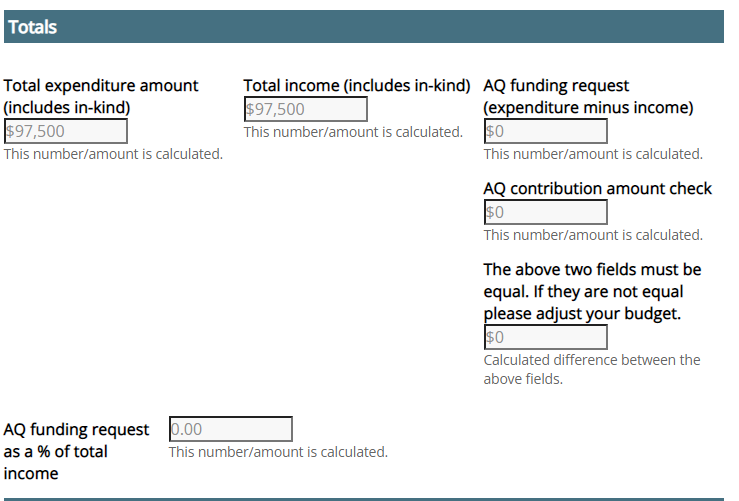 Totals
Total expenditure amount
(includes in-kind)
$97,500
This number/amount is calculated.
Total income (includes in-kind)
$97,500
This number/amount is calculated.
AQ funding request
(expenditure minus income)
$0
This number/amount is calculated.
AQ contribution amount check
$0
This number/amount is calculated.
The above two fields must be
equal. If they are not equal
please adjust your budget.
$0
Calculated difference between the
above fields.
AQ funding request
as a % of total
income
0.00
This number/amount is calculated.